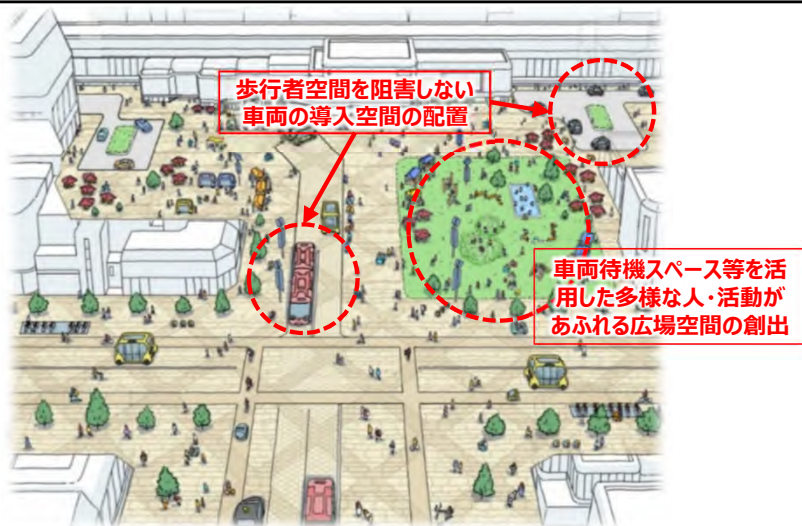 歩行者空間を阻害しない
車両の導入空間の配置
車両待機スペース等を活
用した多様な人・活動が
あふれる広場空間の創出